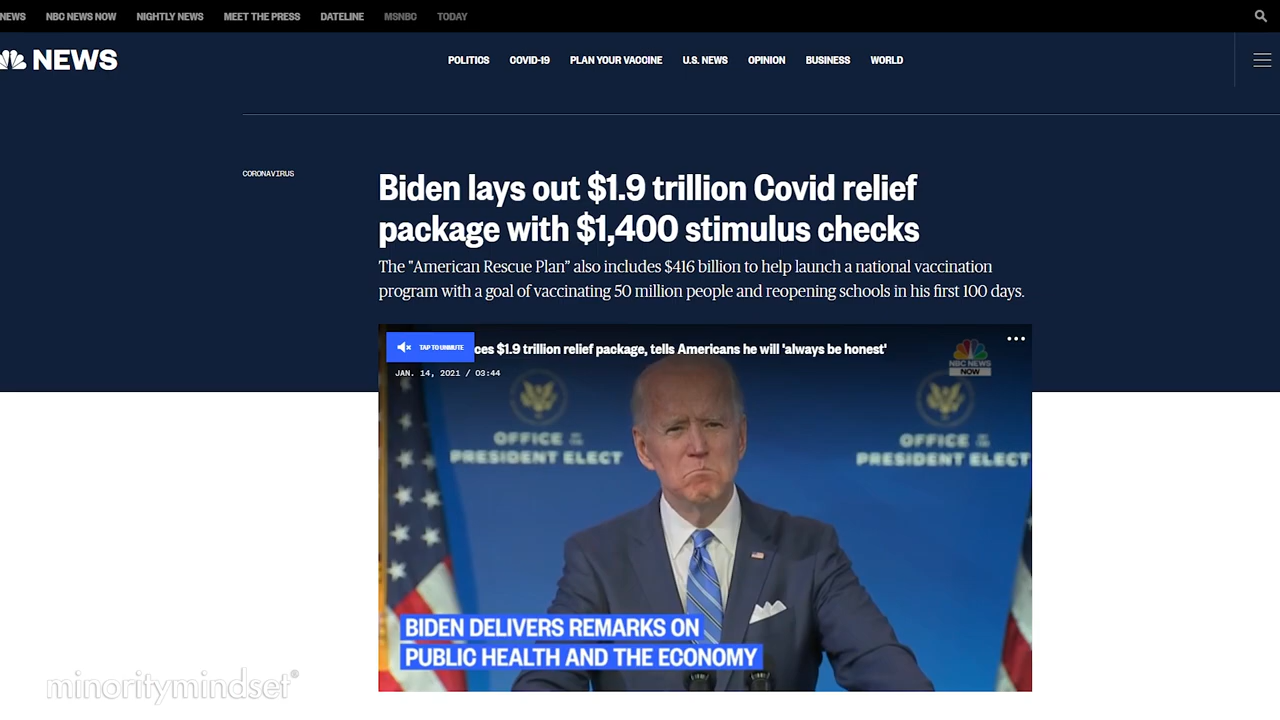 NEWS NBC NEWS NOW NIGHTLY NEWS MEET THE PRESS DATELINE MSNBC TODAY
NEWS POLITICS COVID-19 PLAN YOUR VACCINE U.S. NEWS OPINION BUSINESS WORLD
CORONAVIRUS
Biden lays out $1.9 trillion Covid relief
package with $1,400 stimulus checks
The "American Rescue Plan” also includes $416 billion to help launch a national vaccination
program with a goal of vaccinating 50 million people and reopening schools in his first 100 days.
TAP TO UNMUTE
ces $1.9 trillion relief package, tells Americans he will 'always be honest'
JAN. 14, 2021 / 03:44
NBC NEWS
NOW
OFFICE OF THE
PRESIDENT ELECT
OFFICE OF THE
PRESIDENT ELECT
BIDEN DELIVERS REMARKS ON
PUBLIC HEALTH AND THE ECONOMY
minoritymindset®